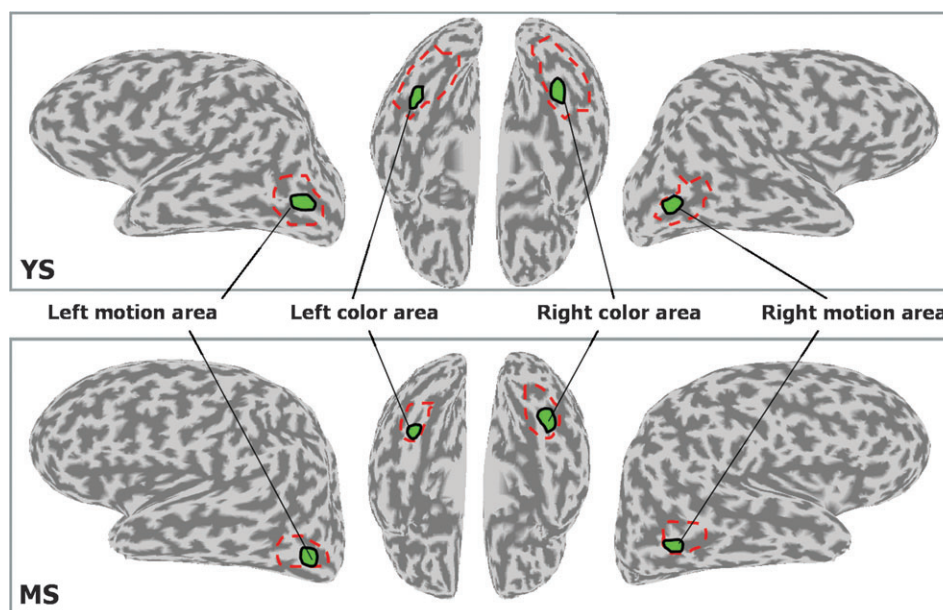 YS
Left motion area
Left color area
Right color area
Right motion area
MS